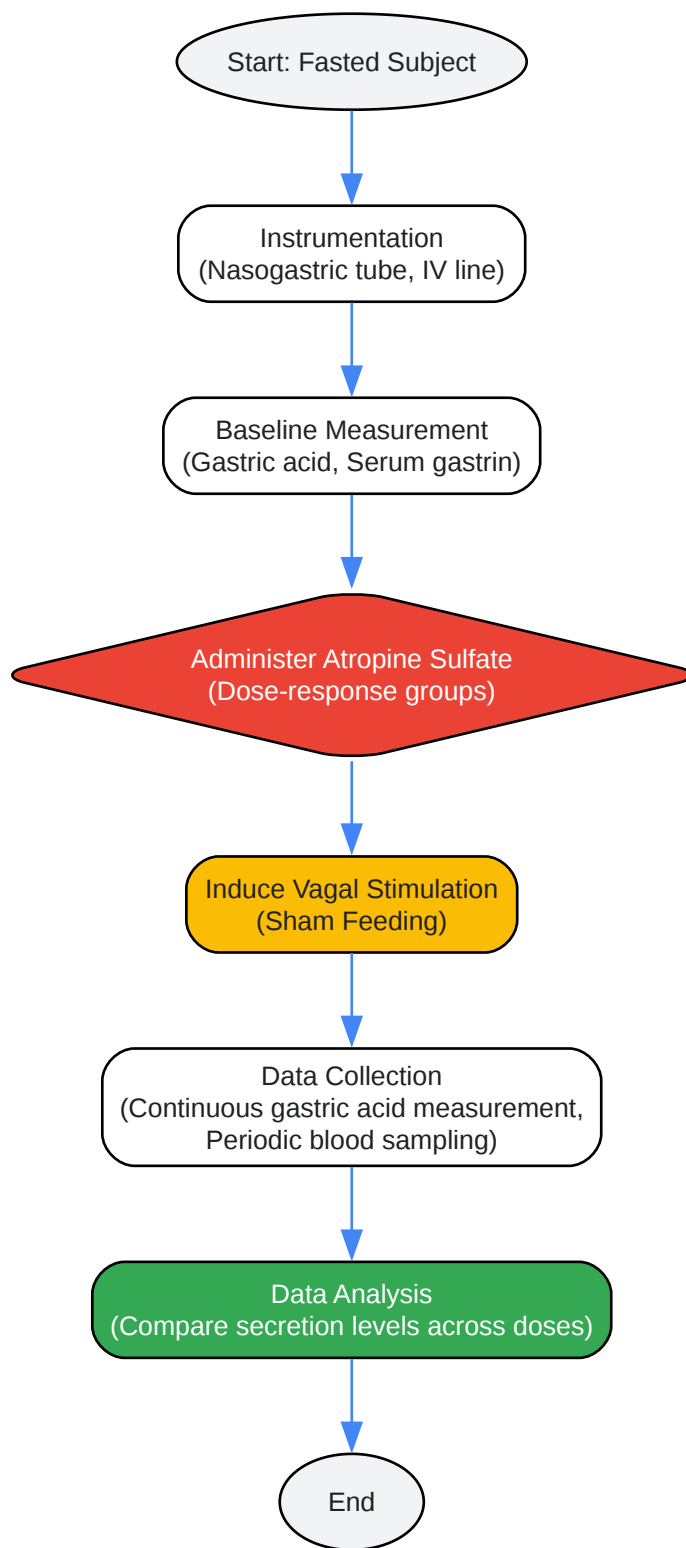 Start: Fasted Subject
Instrumentation
(Nasogastric tube, IV line)
Baseline Measurement
(Gastric acid, Serum gastrin)
Administer Atropine Sulfate
(Dose-response groups)
Induce Vagal Stimulation
(Sham Feeding)
Data Collection
(Continuous gastric acid measurement,
Periodic blood sampling)
Data Analysis
(Compare secretion levels across doses)
End